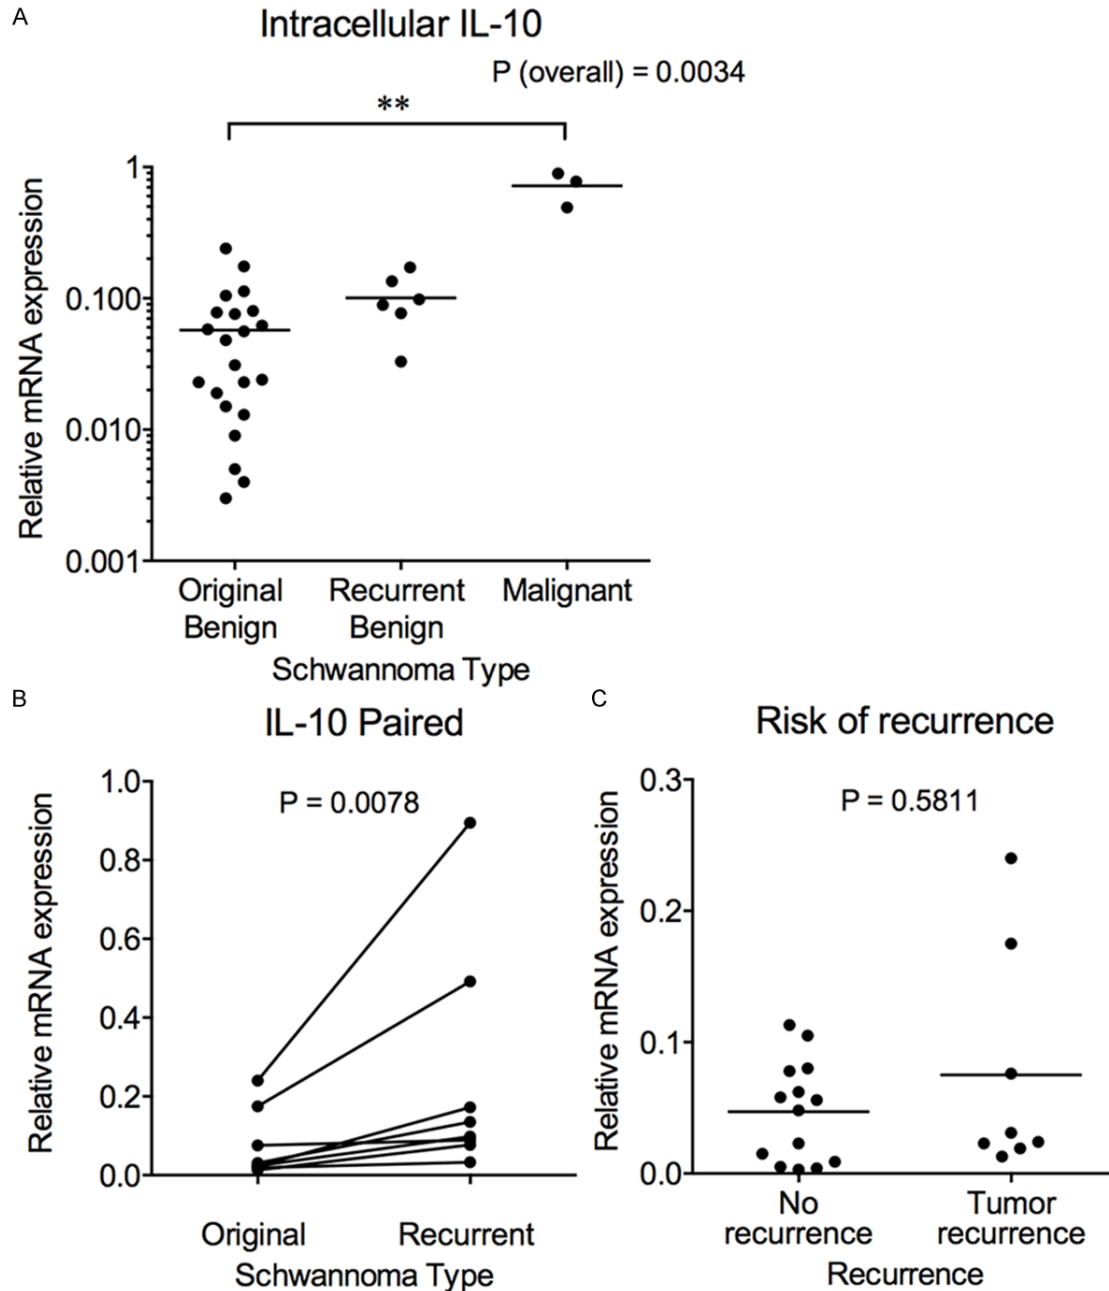 A
Intracellular IL-10
P (overall) = 0.0034
**
Relative mRNA expression
1
0.100
0.010
0.001
Original
Benign
Recurrent
Benign
Malignant
Schwannoma Type
B
IL-10 Paired
P = 0.0078
Relative mRNA expression
1.0
0.8
0.6
0.4
0.2
0.0
Original
Recurrent
Schwannoma Type
C
Risk of recurrence
P = 0.5811
Relative mRNA expression
0.3
0.2
0.1
0.0
No
recurrence
Tumor
recurrence
Recurrence